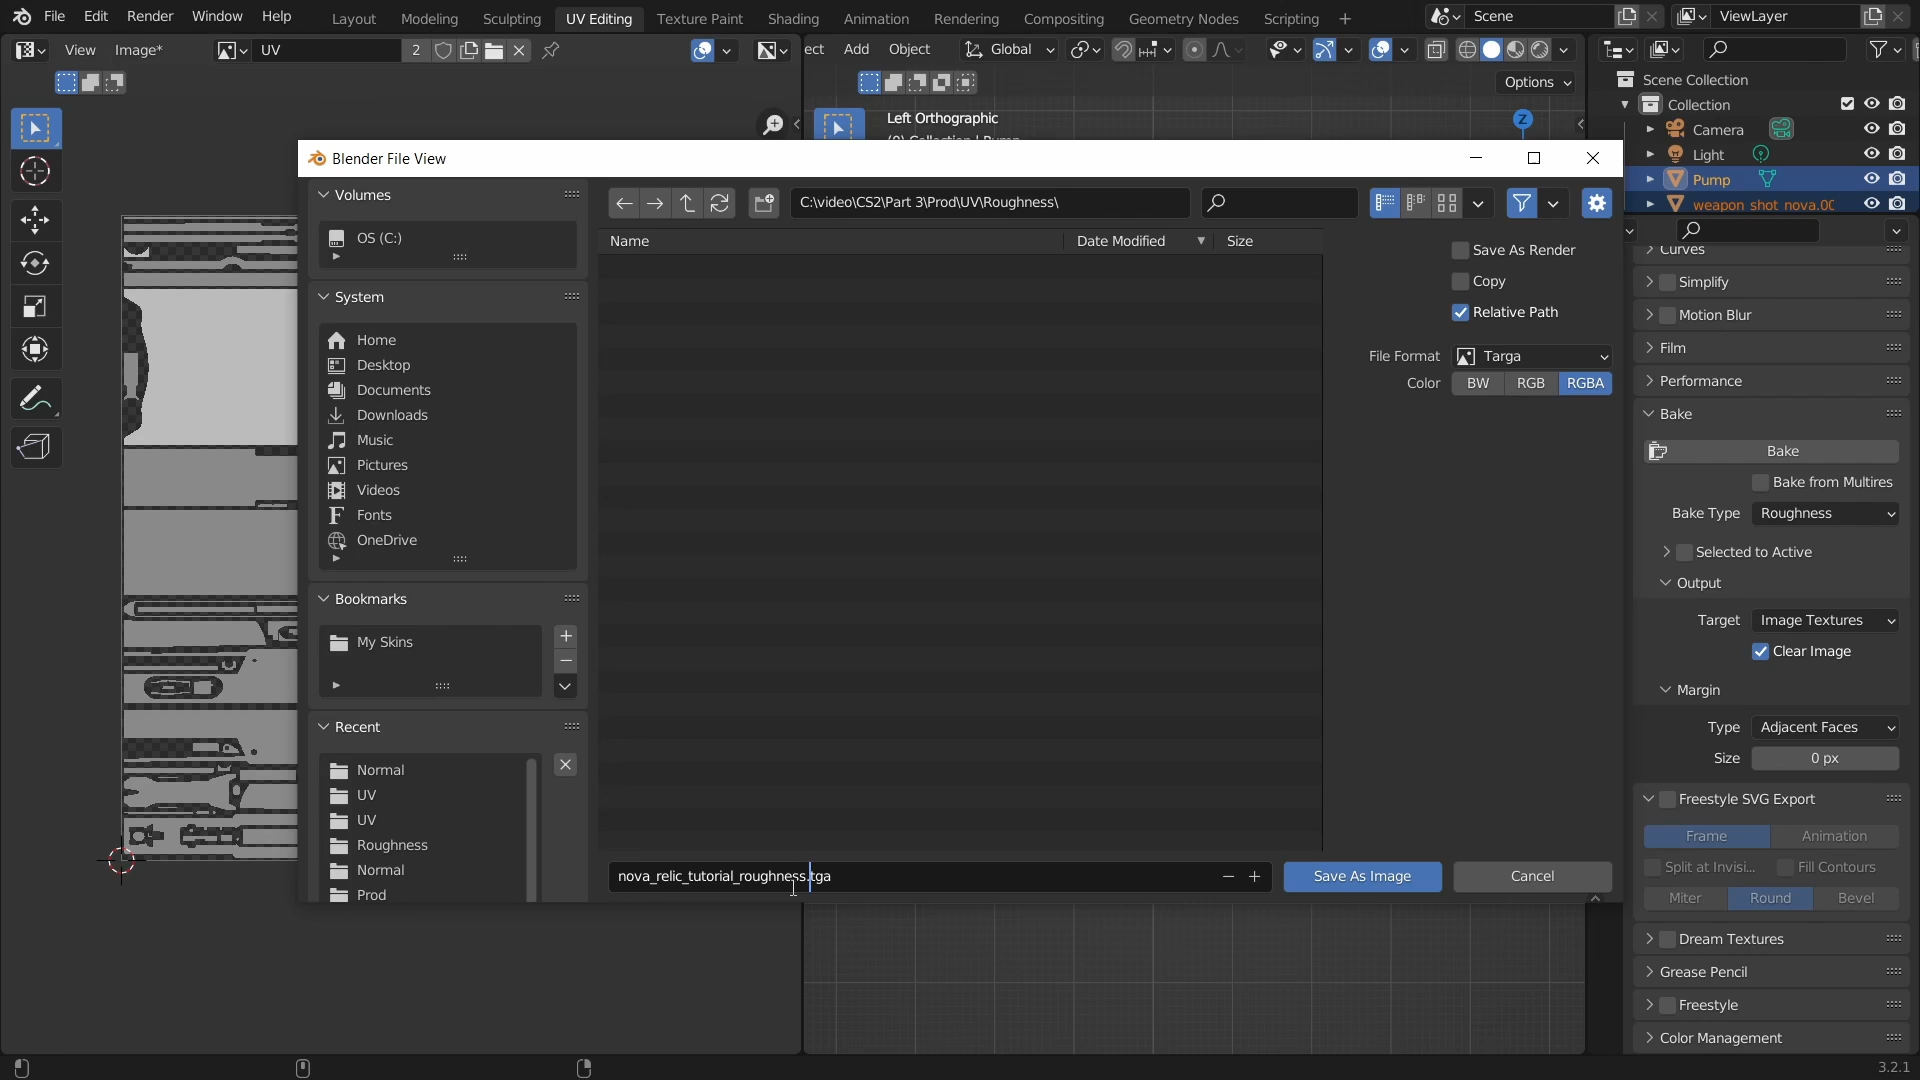 File Edit Render Window Help Layout Modeling Sculpting UV Editing Texture Paint Shading Animation Rendering Compositing Geometry Nodes Scripting + Scene ViewLayer
View Image* UV 2 ect Add Object Global
Options
Scene Collection
Collection
Camera
Light
Pump
weapon_shot_nova.00
Left Orthographic
Z
Blender File View
Volumes
OS (C:)
System
Home
Desktop
Documents
Downloads
Music
Pictures
Videos
Fonts
OneDrive
Bookmarks
My Skins
Recent
Normal
UV
UV
Roughness
Normal
Prod
C:\video\CS2\Part 3\Prod\UV\Roughness\
Name Date Modified Size
Save As Render
Copy
Relative Path
File Format Targa
Color BW RGB RGBA
nova_relic_tutorial_roughness.tga
Save As Image Cancel
Curves
Simplify
Motion Blur
Film
Performance
Bake
Bake
Bake from Multires
Bake Type Roughness
Selected to Active
Output
Target Image Textures
Clear Image
Margin
Type Adjacent Faces
Size 0 px
Freestyle SVG Export
Frame Animation
Split at Invisi... Fill Contours
Miter Round Bevel
Dream Textures
Grease Pencil
Freestyle
Color Management
3.2.1